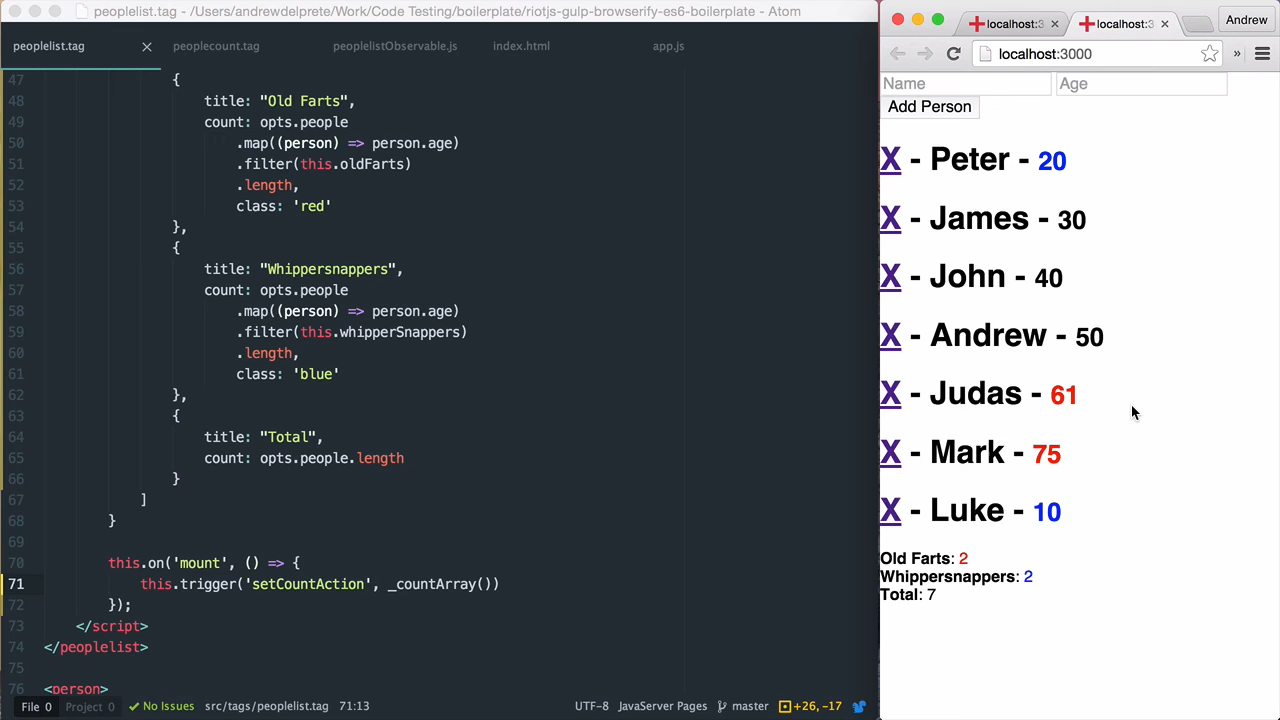 peoplelist.tag - /Users/andrewdelprete/Work/Code Testing/boilerplate/riotjs-gulp-browserify-es6-boilerplate - Atom
peoplelist.tag
peoplecount.tag
peoplelistObservable.js
index.html
app.js
47 {
48 title: "Old Farts",
49 count: opts.people
50 .map((person) => person.age)
51 .filter(this.oldFarts)
52 .length,
53 class: 'red'
54 },
55 {
56 title: "Whippersnappers",
57 count: opts.people
58 .map((person) => person.age)
59 .filter(this.whipperSnappers)
60 .length,
61 class: 'blue'
62 },
63 {
64 title: "Total",
65 count: opts.people.length
66 }
67 ]
68 }
69
70 this.on('mount', () => {
71 this.trigger('setCountAction', _countArray())
72 });
73 </script>
74 </peoplelist>
75
76 <person>
File 0 Project 0 No Issues src/tags/peoplelist.tag 71:13 UTF-8 JavaServer Pages master +26, -17
localhost:3
localhost:3
Andrew
localhost:3000
Name
Age
Add Person
X - Peter - 20
X - James - 30
X - John - 40
X - Andrew - 50
X - Judas - 61
X - Mark - 75
X - Luke - 10
Old Farts: 2
Whippersnappers: 2
Total: 7